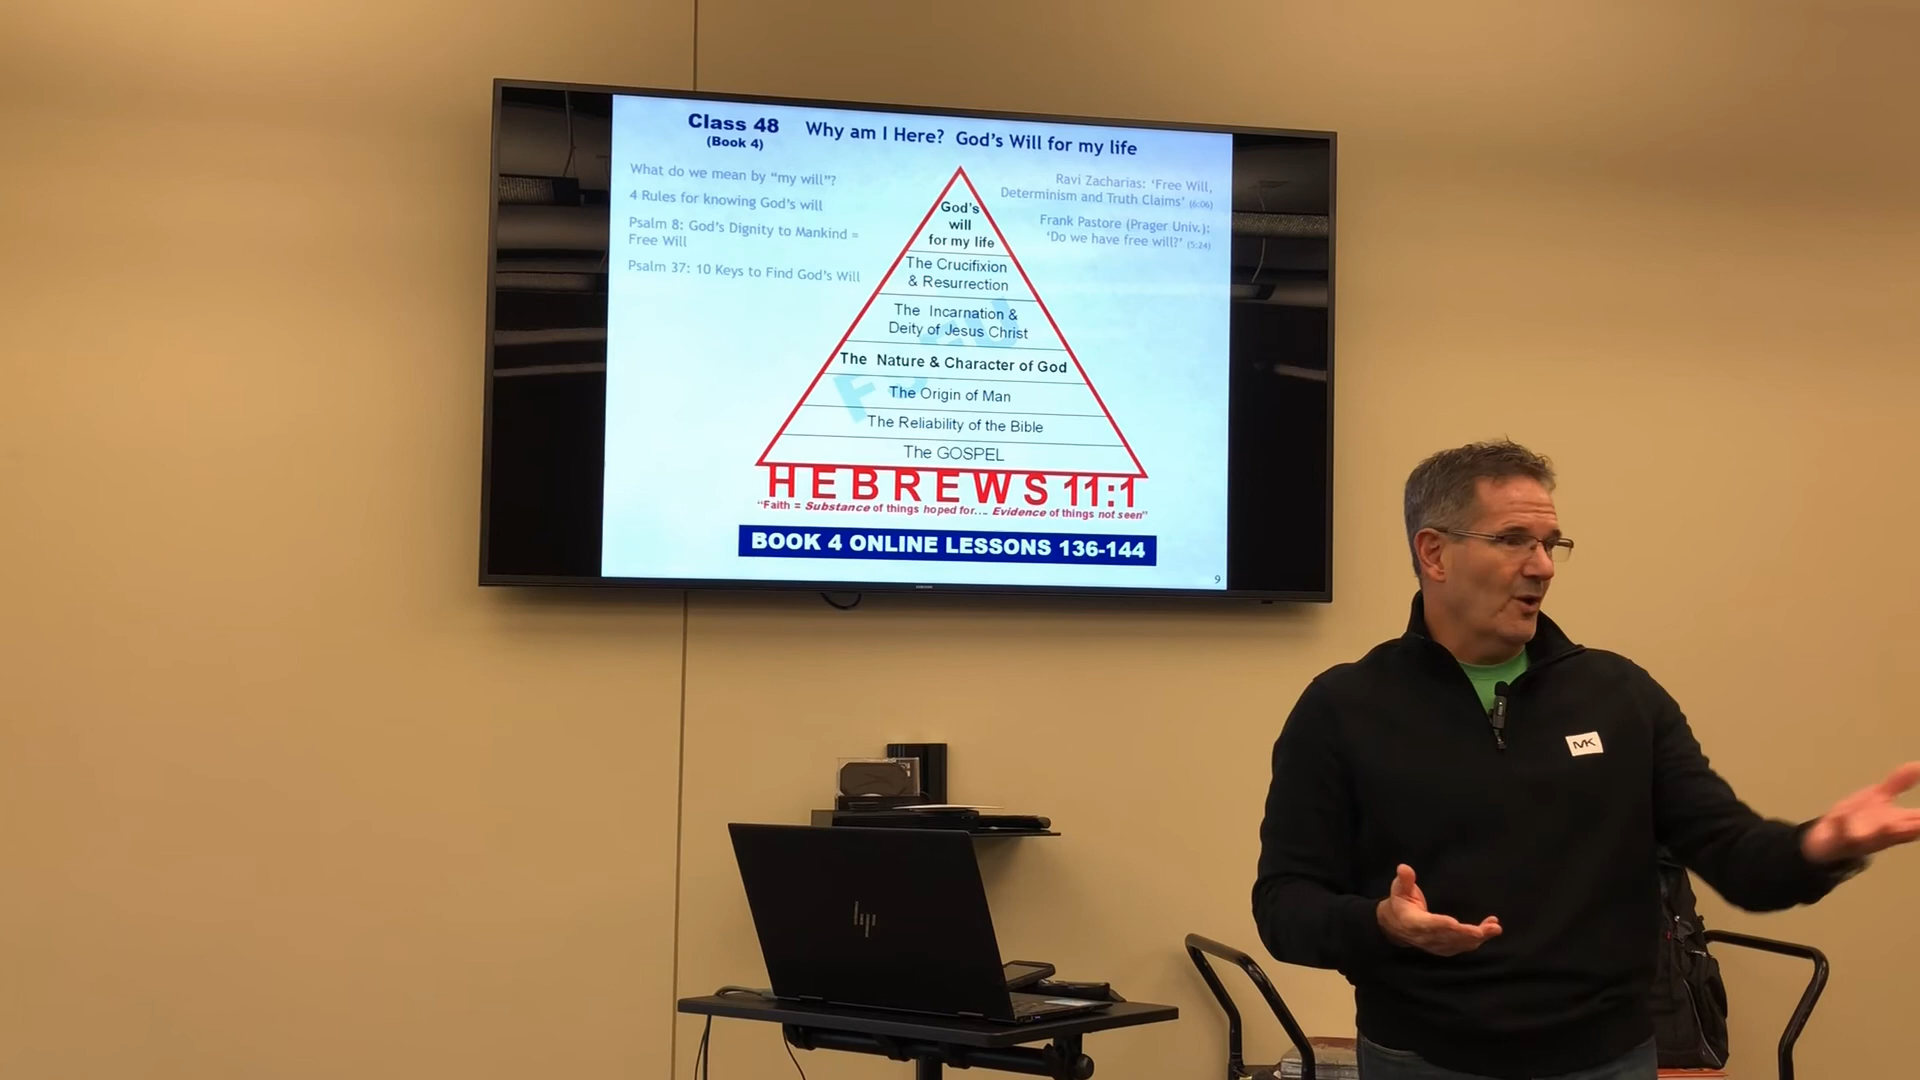 Class 48
(Book 4)
Why am I Here?  God's Will for my life
What do we mean by "my will"?
4 Rules for knowing God's will
Psalm 8: God's Dignity to Mankind =
Free Will
Psalm 37: 10 Keys to Find God's Will
Ravi Zacharias: 'Free Will,
Determinism and Truth Claims' (6:06)
Frank Pastore (Prager Univ.):
'Do we have free will?' (5:24)
God's
will
for my life
The Crucifixion
& Resurrection
The Incarnation &
Deity of Jesus Christ
The Nature & Character of God
The Origin of Man
The Reliability of the Bible
The GOSPEL
HEBREWS 11:1
"Faith = Substance of things hoped for.... Evidence of things not seen"
BOOK 4 ONLINE LESSONS 136-144
9
hp
MK